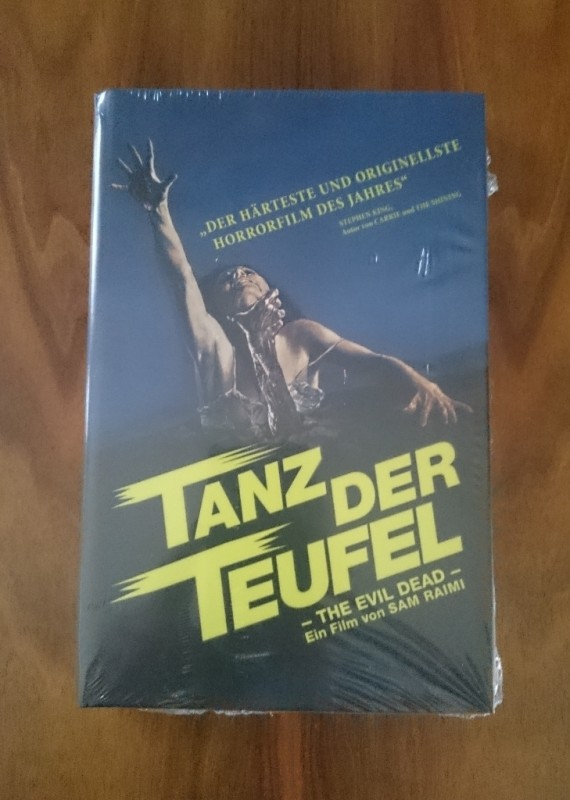 „DER HÄRTESTE UND ORIGINELLSTE
HORRORFILM DES JAHRES“
STEPHEN KING,
Autor von CARRIE und THE SHINING
TANZ
DER
TEUFEL
– THE EVIL DEAD –
Ein Film von SAM RAIMI